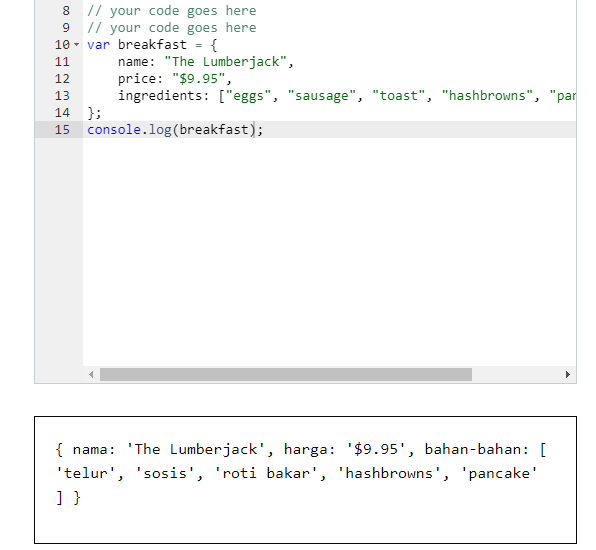 8 // your code goes here
9 // your code goes here
10 var breakfast = {
11 name: "The Lumberjack",
12 price: "$9.95",
13 ingredients: ["eggs", "sausage", "toast", "hashbrowns", "par
14 };
15 console.log(breakfast);
{ nama: 'The Lumberjack', harga: '$9.95', bahan-bahan: [
'telur', 'sosis', 'roti bakar', 'hashbrowns', 'pancake'
] }